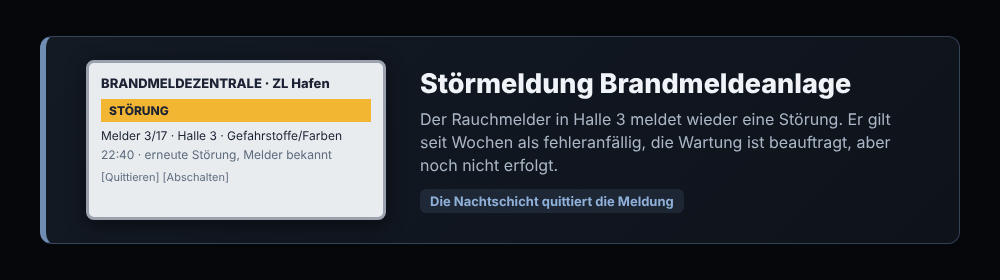 BRANDMELDEZENTRALE · ZL Hafen
STÖRUNG
Melder 3/17 · Halle 3 · Gefahrstoffe/Farben
22:40 · erneute Störung, Melder bekannt
[Quittieren] [Abschalten]
Störmeldung Brandmeldeanlage
Der Rauchmelder in Halle 3 meldet wieder eine Störung. Er gilt
seit Wochen als fehleranfällig, die Wartung ist beauftragt, aber
noch nicht erfolgt.
Die Nachtschicht quittiert die Meldung